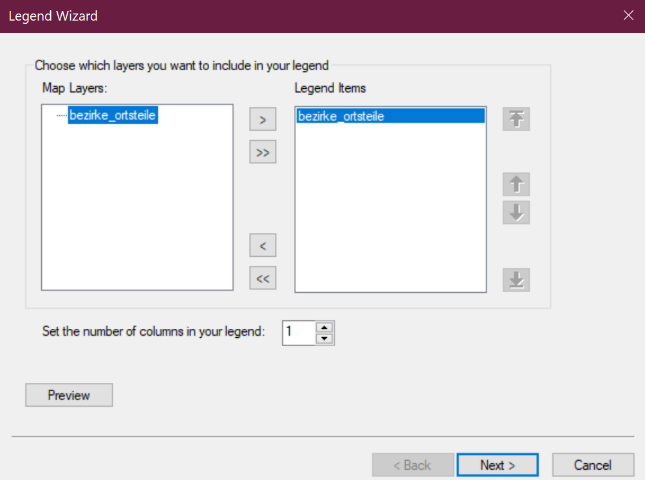 Legend Wizard
Choose which layers you want to include in your legend
Map Layers:
Legend Items
bezirke_ortsteile
bezirke_ortsteile
>
>>
<
<<
Set the number of columns in your legend:
1
Preview
< Back
Next >
Cancel